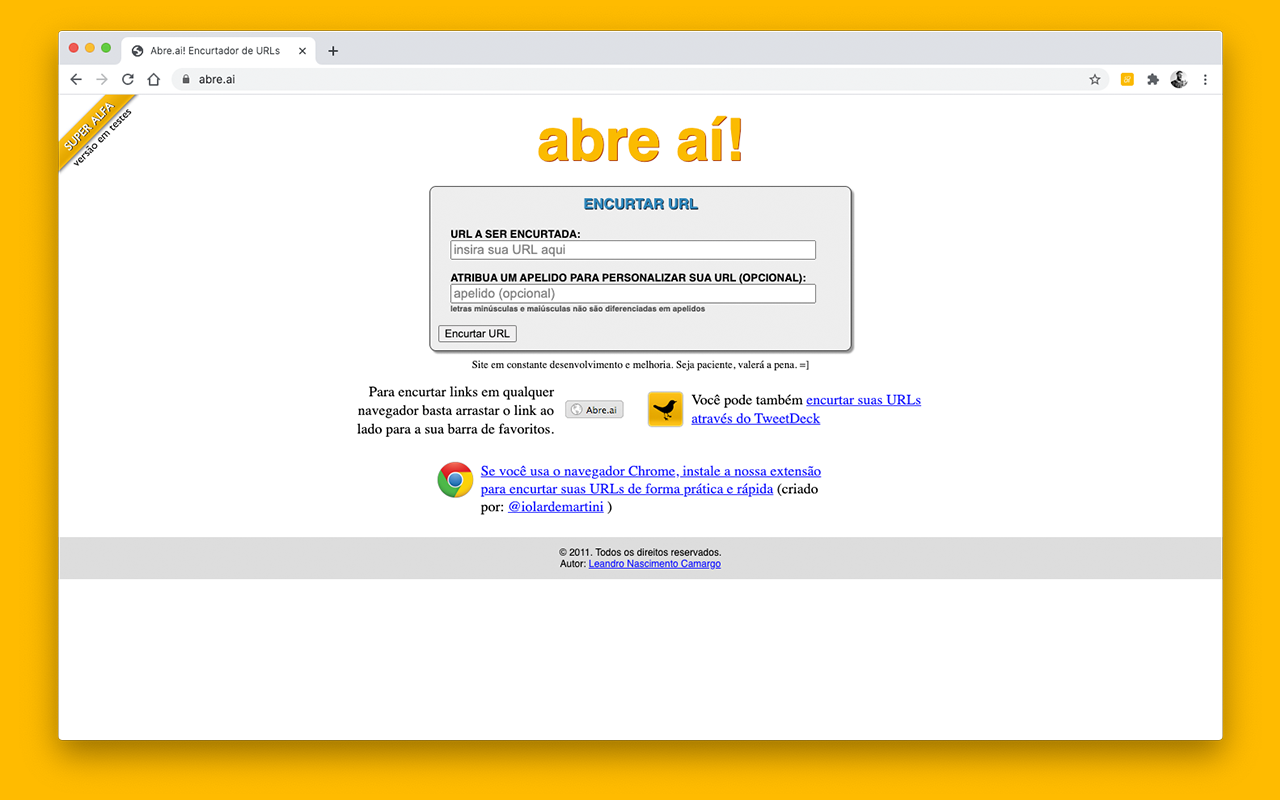 Abre.ai! Encurtador de URLs
abre.ai
SUPER ALFA
versão em testes
abre aí!
ENCURTAR URL
URL A SER ENCURTADA:
insira sua URL aqui
ATRIBUA UM APELIDO PARA PERSONALIZAR SUA URL (OPCIONAL):
apelido (opcional)
letras minúsculas e maiúsculas não são diferenciadas em apelidos
Encurtar URL
Site em constante desenvolvimento e melhoria. Seja paciente, valerá a pena. =]
Para encurtar links em qualquer
navegador basta arrastar o link ao
lado para a sua barra de favoritos.
Abre.ai
Você pode também encurtar suas URLs
através do TweetDeck
Se você usa o navegador Chrome, instale a nossa extensão
para encurtar suas URLs de forma prática e rápida (criado
por: @iolardemartini )
© 2011. Todos os direitos reservados.
Autor: Leandro Nascimento Camargo